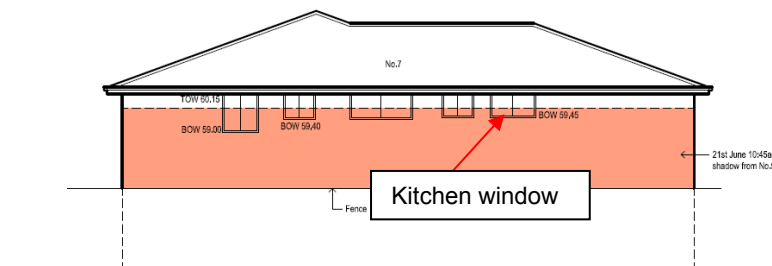 No.7
TOW 60.15
BOW 59.00
BOW 59,40
BOW 59,45
21st June 10:45a
shadow from No.
Kitchen window
Fence